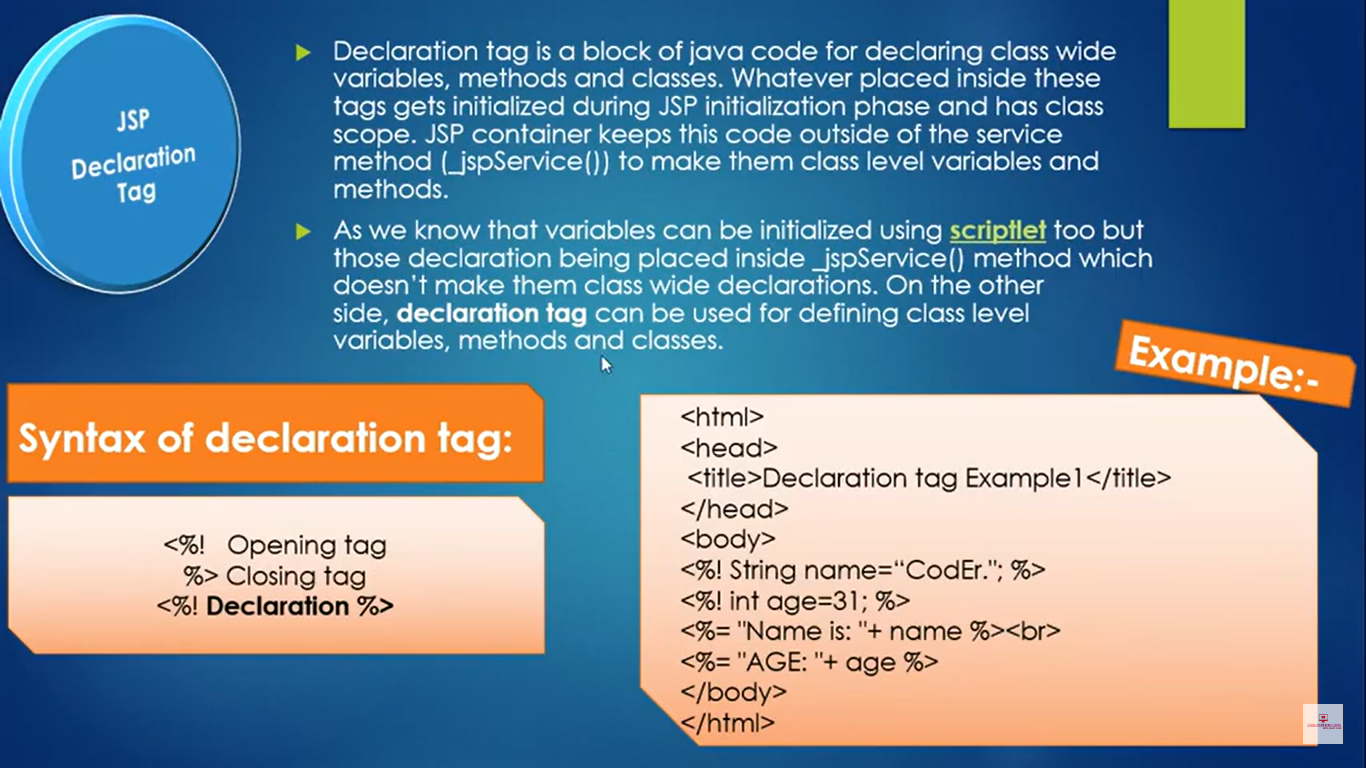 JSP
Declaration
Tag
Declaration tag is a block of java code for declaring class wide
variables, methods and classes. Whatever placed inside these
tags gets initialized during JSP initialization phase and has class
scope. JSP container keeps this code outside of the service
method (_jspService()) to make them class level variables and
methods.
As we know that variables can be initialized using scriptlet too but
those declaration being placed inside _jspService() method which
doesn’t make them class wide declarations. On the other
side, declaration tag can be used for defining class level
variables, methods and classes.
Syntax of declaration tag:
<%! Opening tag
%> Closing tag
<%! Declaration %>
Example:-
<html>
<head>
<title>Declaration tag Example1</title>
</head>
<body>
<%! String name=“CodEr."; %>
<%! int age=31; %>
<%= "Name is: "+ name %><br>
<%= "AGE: "+ age %>
</body>
</html>